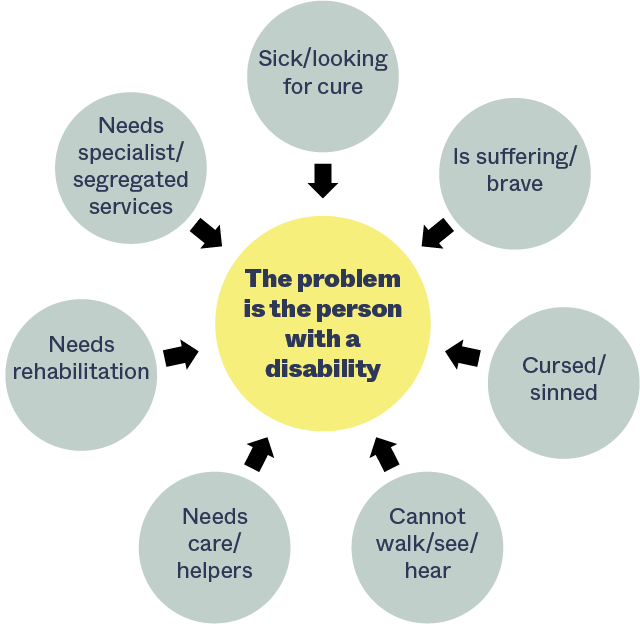 Sick/looking
for cure
Is suffering/
brave
Cursed/
sinned
Cannot
walk/see/
hear
Needs
care/
helpers
Needs
rehabilitation
Needs
specialist/
segregated
services
The problem
is the person
with a
disability